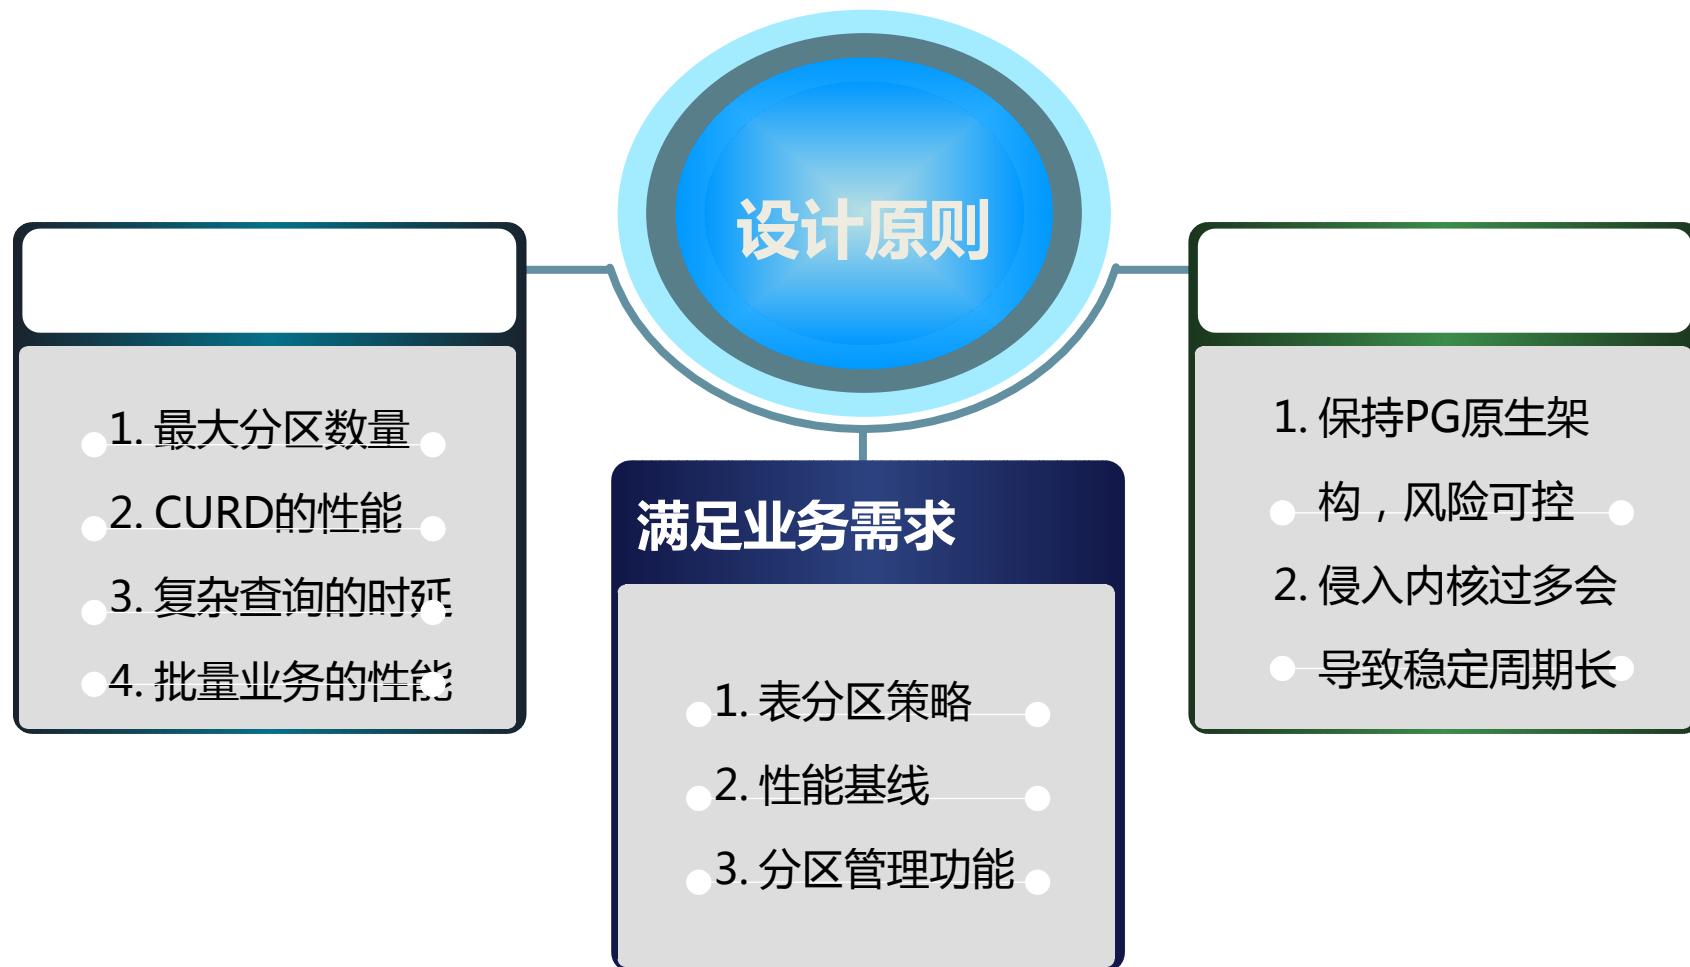 设计原则
1. 最大分区数量
2. CURD的性能
3. 复杂查询的时延
4. 批量业务的性能
满足业务需求
1. 表分区策略
2. 性能基线
3. 分区管理功能
1. 保持PG原生架
构，风险可控
2. 侵入内核过多会
导致稳定周期长